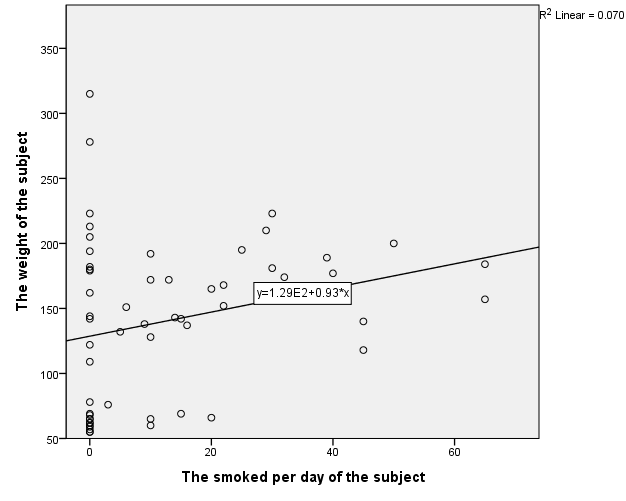 R2 Linear = 0.070
The weight of the subject
350
300
250
200
150
100
50
y=1.29E2+0.93*x
0
20
40
60
The smoked per day of the subject